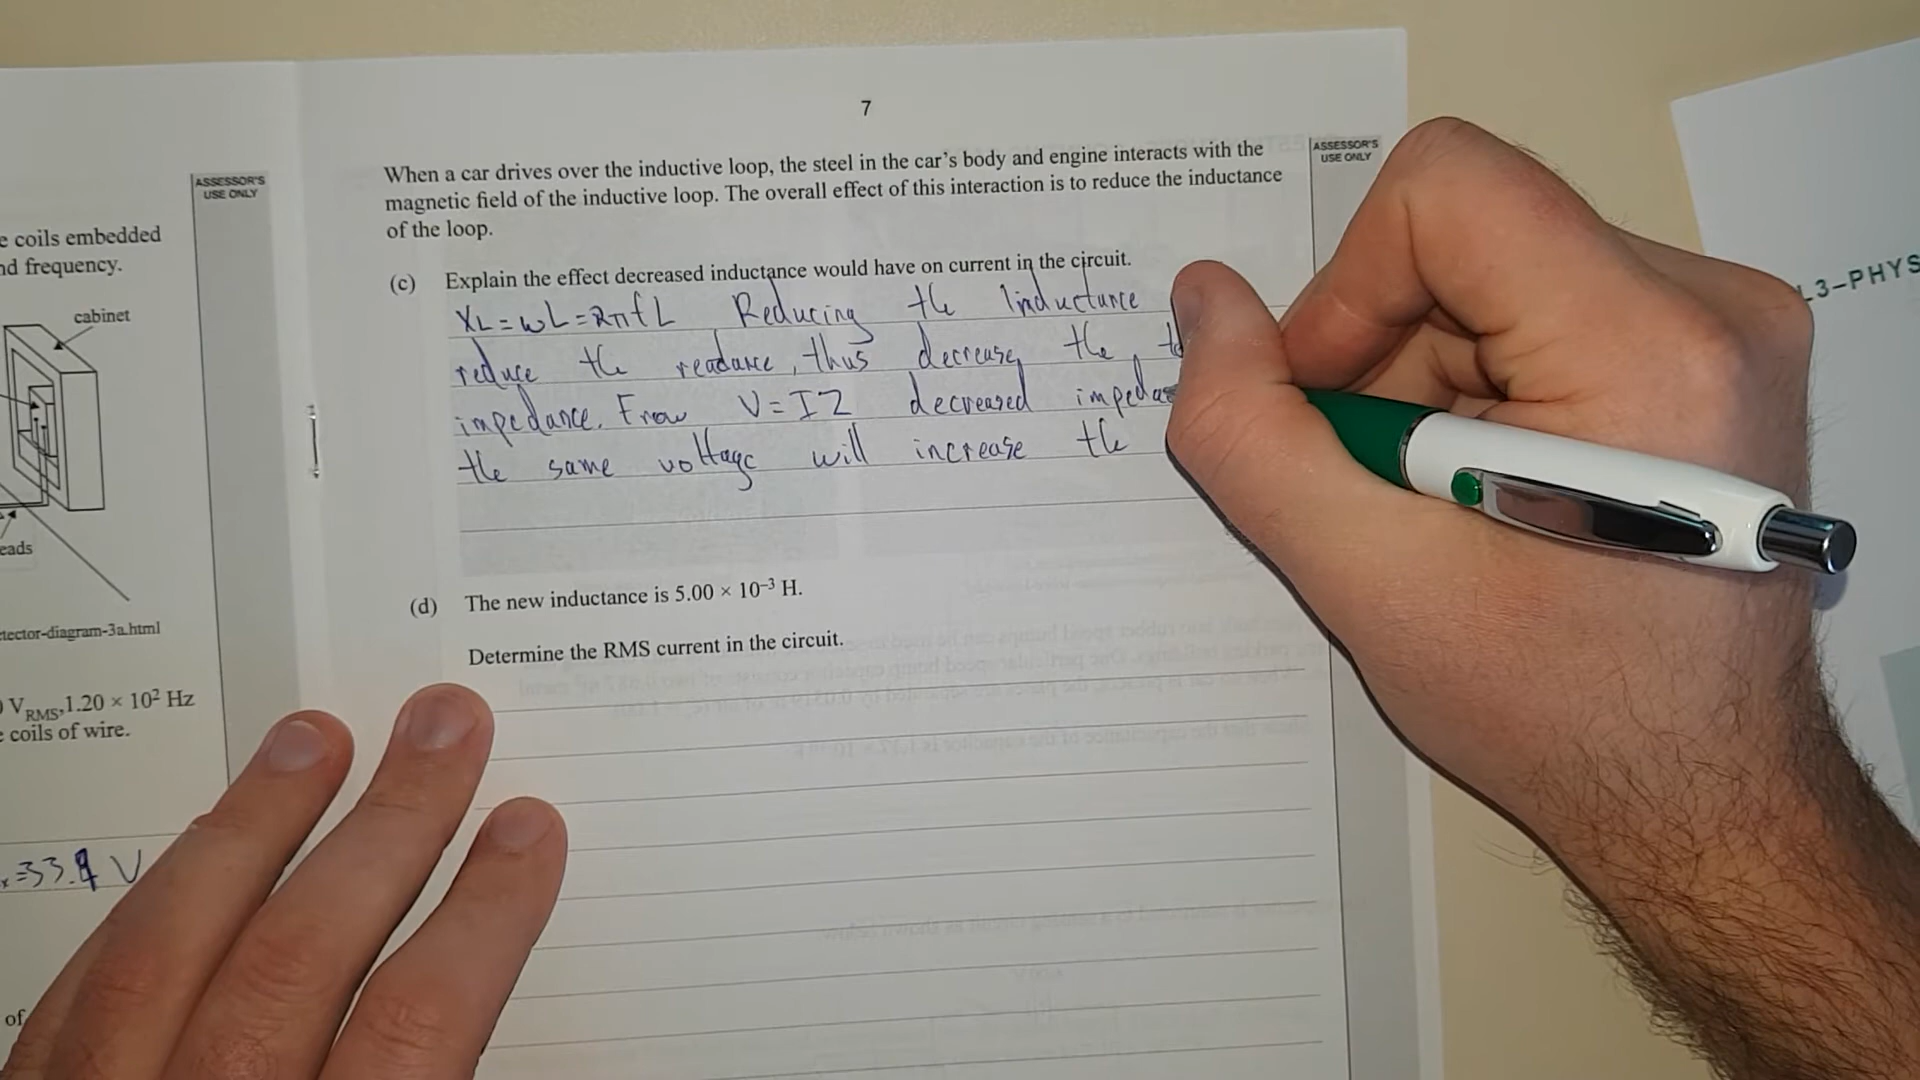 7
ASSESSOR'S
USE ONLY
coils embedded
nd frequency.
cabinet
eads
tector-diagram-3a.html
VRMS, 1.20 × 10² Hz
coils of wire.
=33.9 V
of
When a car drives over the inductive loop, the steel in the car's body and engine interacts with the
magnetic field of the inductive loop. The overall effect of this interaction is to reduce the inductance
of the loop.
ASSESSOR'S
USE ONLY
(c) Explain the effect decreased inductance would have on current in the circuit.
XL = ωL = 2πfL Reducing the inductance
reduce the reactance, thus decrease the
impedance. From V=IZ decreased impeda
the same voltage will increase the
(d) The new inductance is 5.00 × 10⁻³ H.
Determine the RMS current in the circuit.
L3-PHYS